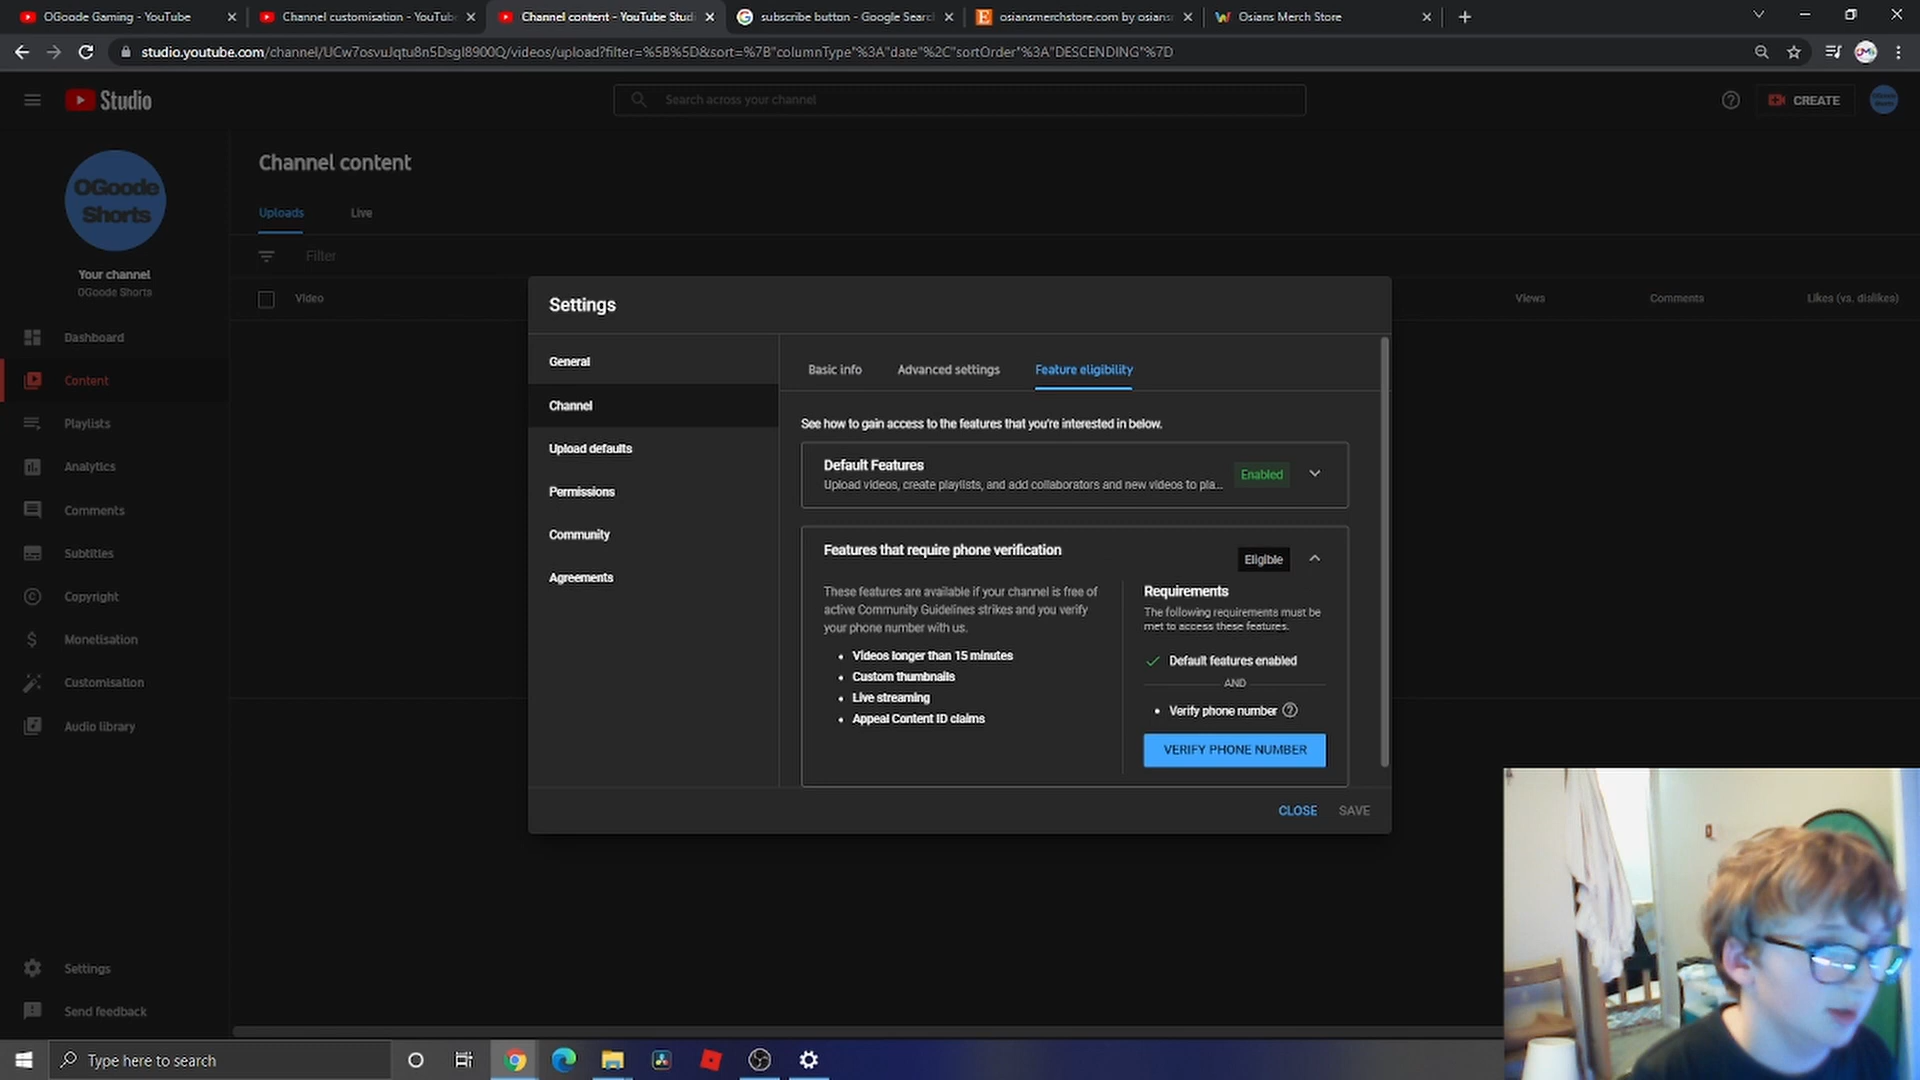 OGoode Gaming - YouTube
Channel customisation - YouTube
Channel content - YouTube Studi
subscribe button - Google Searc
osiansmerchstore.com by osians
Osians Merch Store
studio.youtube.com/channel/UCw7osvuJqtu8n5DsgI8900Q/videos/upload?filter=%5B%5D&sort=%7B"columnType"%3A"date"%2C"sortOrder"%3A"DESCENDING"%7D
Studio
Search across your channel
CREATE
OGoode
Shorts
Your channel
OGoode Shorts
Dashboard
Content
Playlists
Analytics
Comments
Subtitles
Copyright
Monetisation
Customisation
Audio library
Settings
Send feedback
Channel content
Uploads
Live
Filter
Video
Views
Comments
Likes (vs. dislikes)
Settings
General
Channel
Upload defaults
Permissions
Community
Agreements
Basic info
Advanced settings
Feature eligibility
See how to gain access to the features that you're interested in below.
Default Features
Upload videos, create playlists, and add collaborators and new videos to pla...
Enabled
Features that require phone verification
Eligible
These features are available if your channel is free of
active Community Guidelines strikes and you verify
your phone number with us.
• Videos longer than 15 minutes
• Custom thumbnails
• Live streaming
• Appeal Content ID claims
Requirements
The following requirements must be
met to access these features.
Default features enabled
AND
• Verify phone number
VERIFY PHONE NUMBER
CLOSE
SAVE
Type here to search